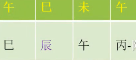 午 巳 未 午
巳 辰 午 丙-